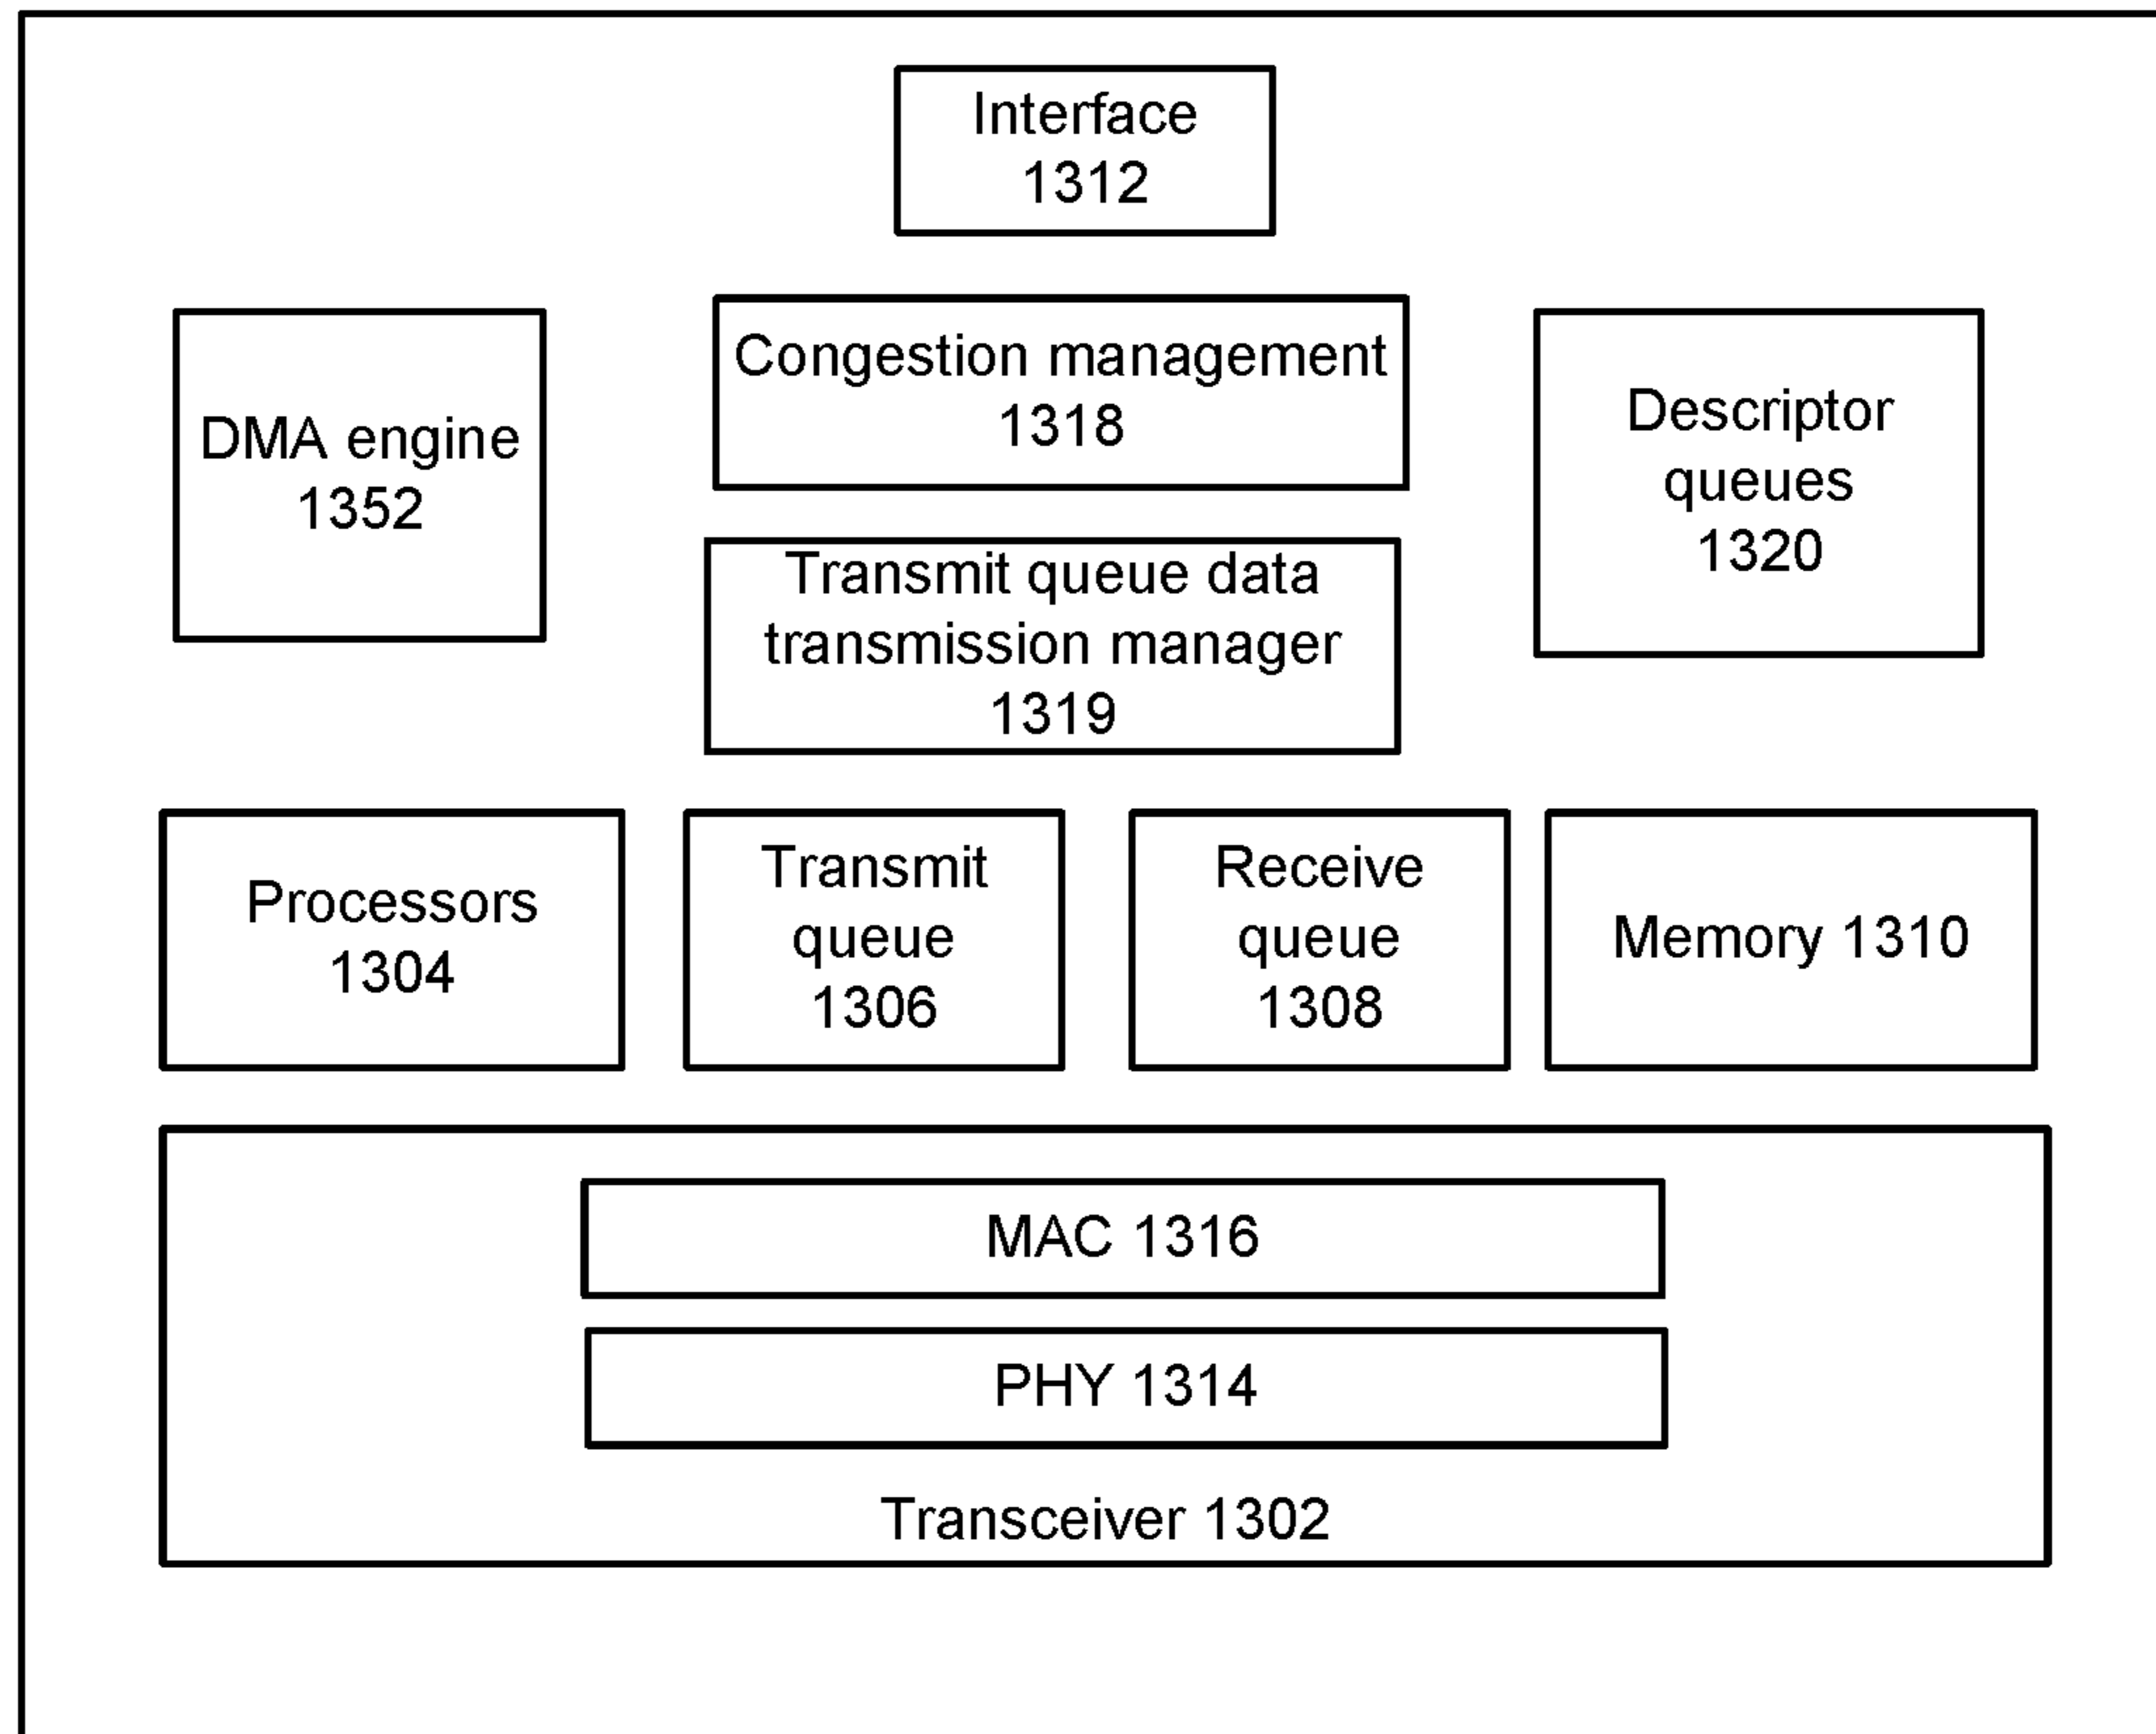 Interface
1312
DMA engine
1352
Congestion management
1318
Descriptor
queues
1320
Transmit queue data
transmission manager
1319
Processors
1304
Transmit
queue
1306
Receive
queue
1308
Memory 1310
MAC 1316
PHY 1314
Transceiver 1302